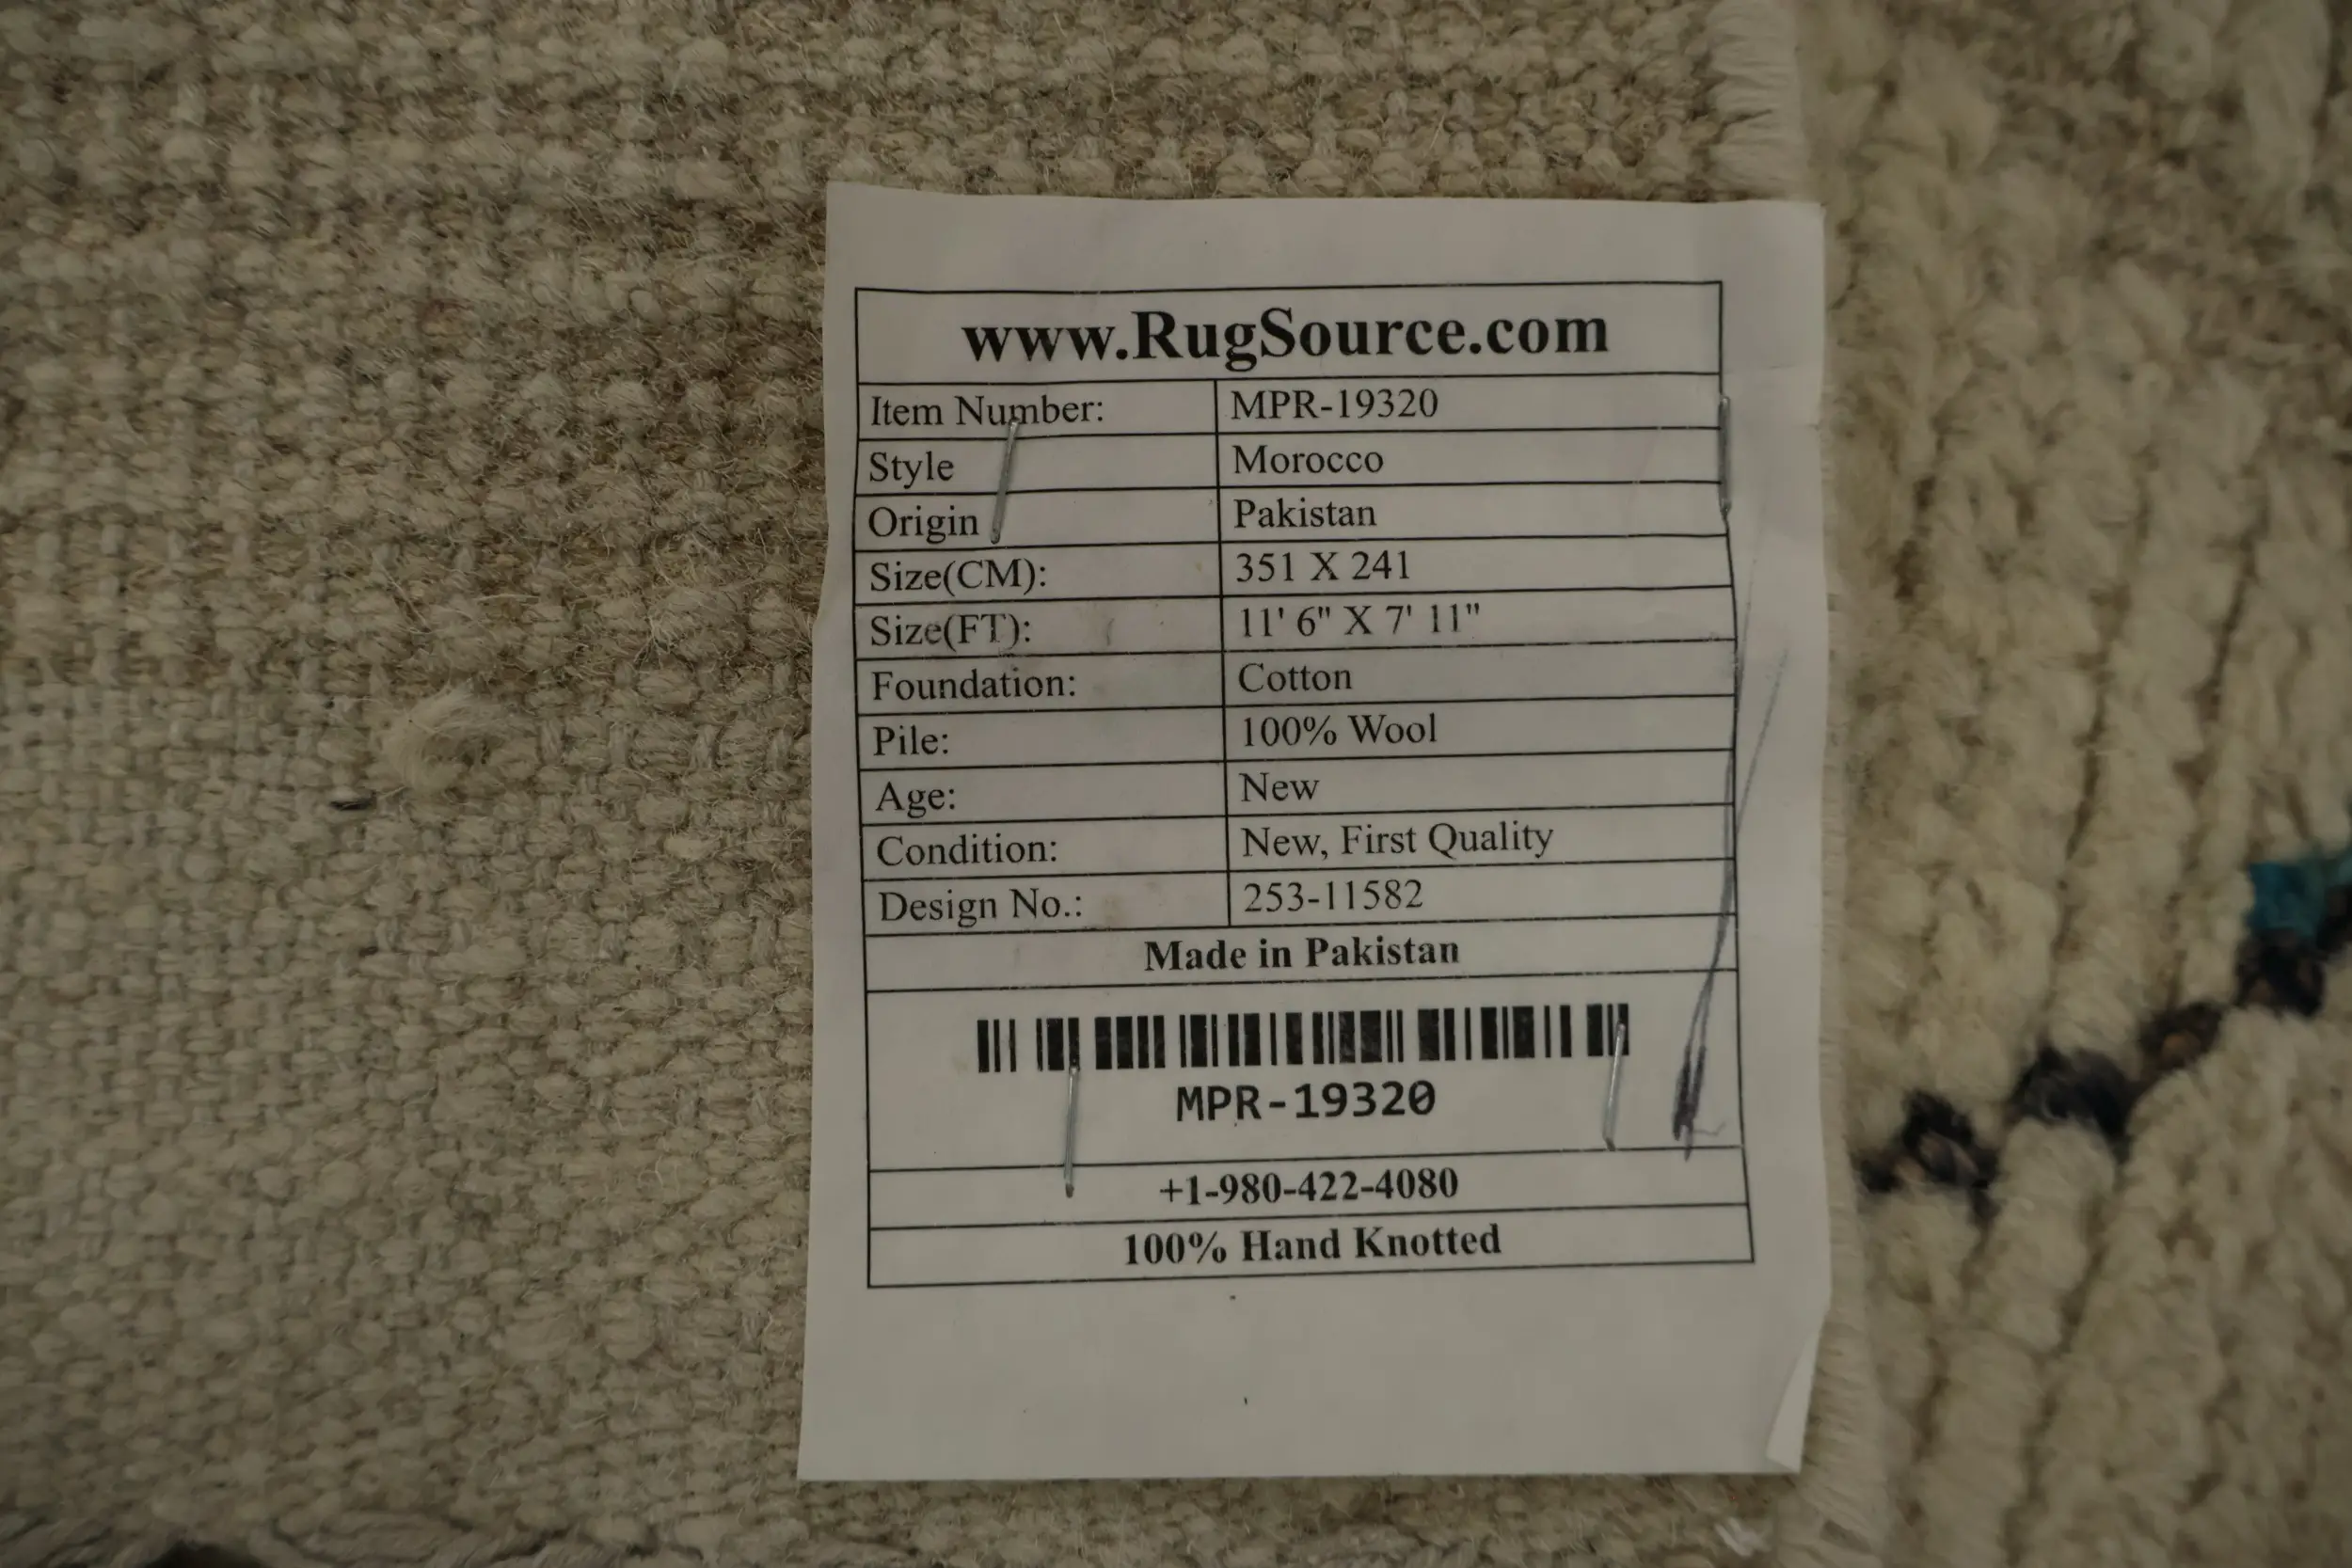 www.RugSource.com
Item Number: MPR-19320
Style Morocco
Origin Pakistan
Size(CM): 351 X 241
Size(FT): 11' 6" X 7' 11"
Foundation: Cotton
Pile: 100% Wool
Age: New
Condition: New, First Quality
Design No.: 253-11582
Made in Pakistan
MPR-19320
+1-980-422-4080
100% Hand Knotted